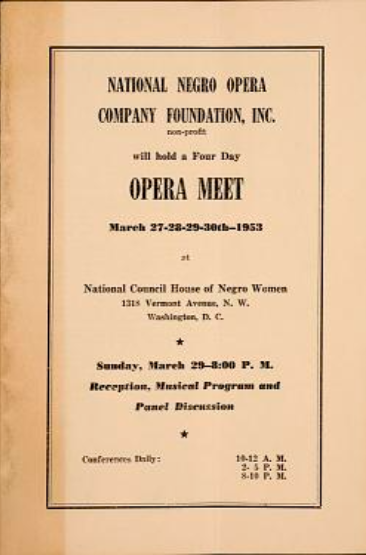 NATIONAL NEGRO OPERA
COMPANY FOUNDATION, INC.
non-profit
will hold a Four Day
OPERA MEET
March 27-28-29-30th-1953
at
National Council House of Negro Women
1318 Vermont Avenue, N. W.
Washington, D. C.
★
Sunday, March 29-8:00 P. M.
Reception, Musical Program and
Panel Discussion
★
Conferences Daily: 10-12 A. M.
2- 5 P. M.
8-10 P. M.